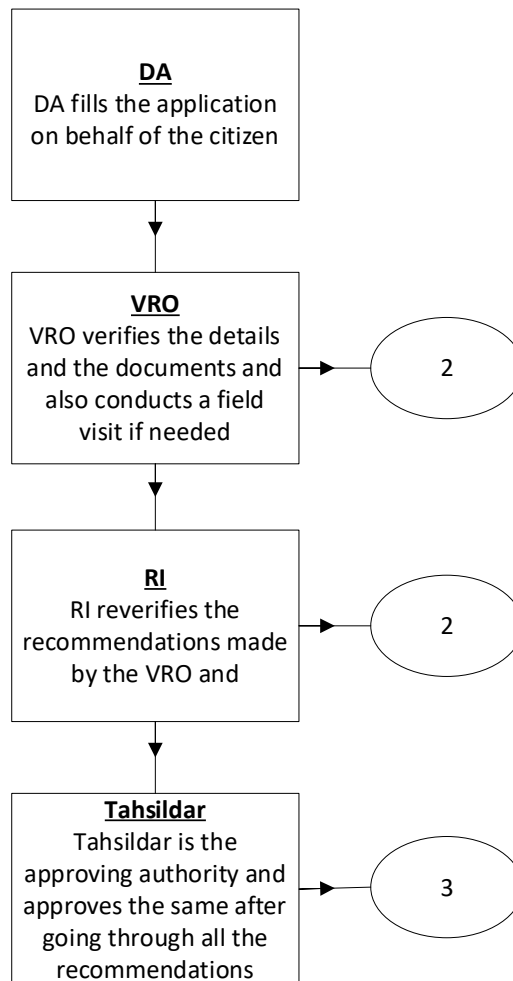 DA
DA fills the application
on behalf of the citizen
VRO
VRO verifies the details
and the documents and
also conducts a field
visit if needed
2
RI
RI reverifies the
recommendations made
by the VRO and
2
Tahsildar
Tahsildar is the
approving authority and
approves the same after
going through all the
recommendations
3